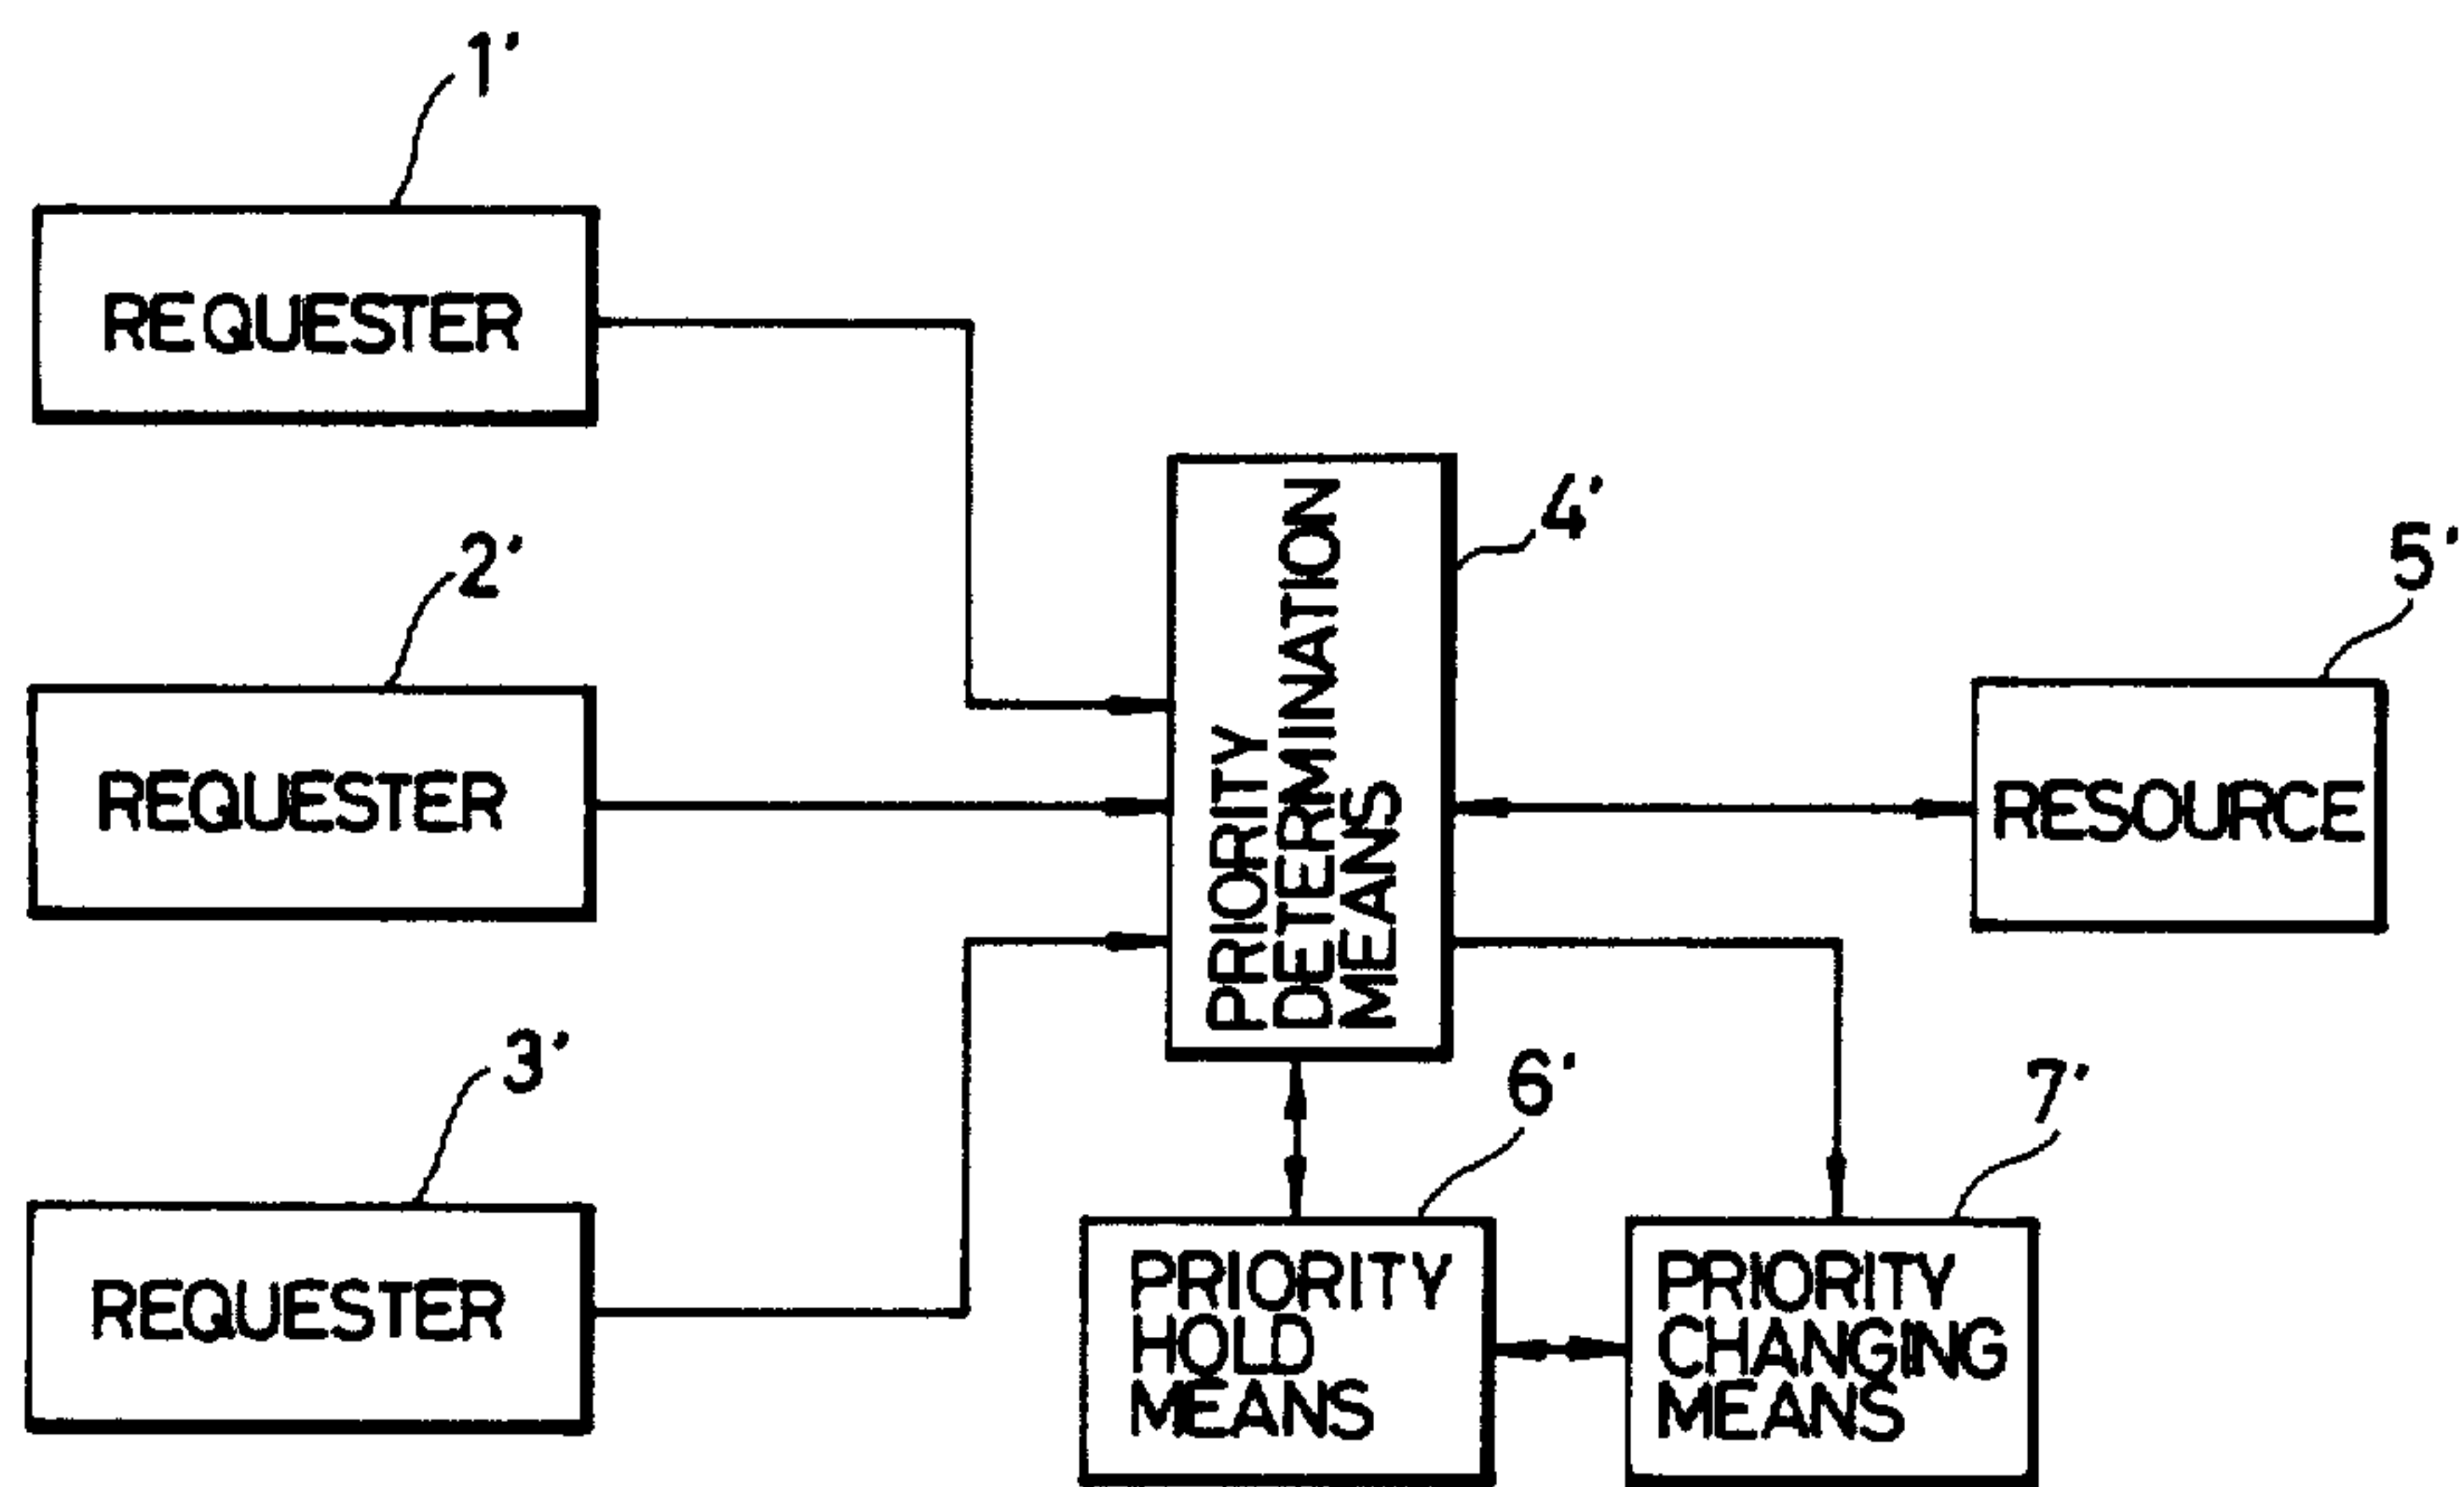 1'
REQUESTER
2'
REQUESTER
3'
REQUESTER
4'
PRIORITY
DETERMINATION
MEANS
5'
RESOURCE
6'
PRIORITY
HOLD
MEANS
7'
PRIORITY
CHANGING
MEANS